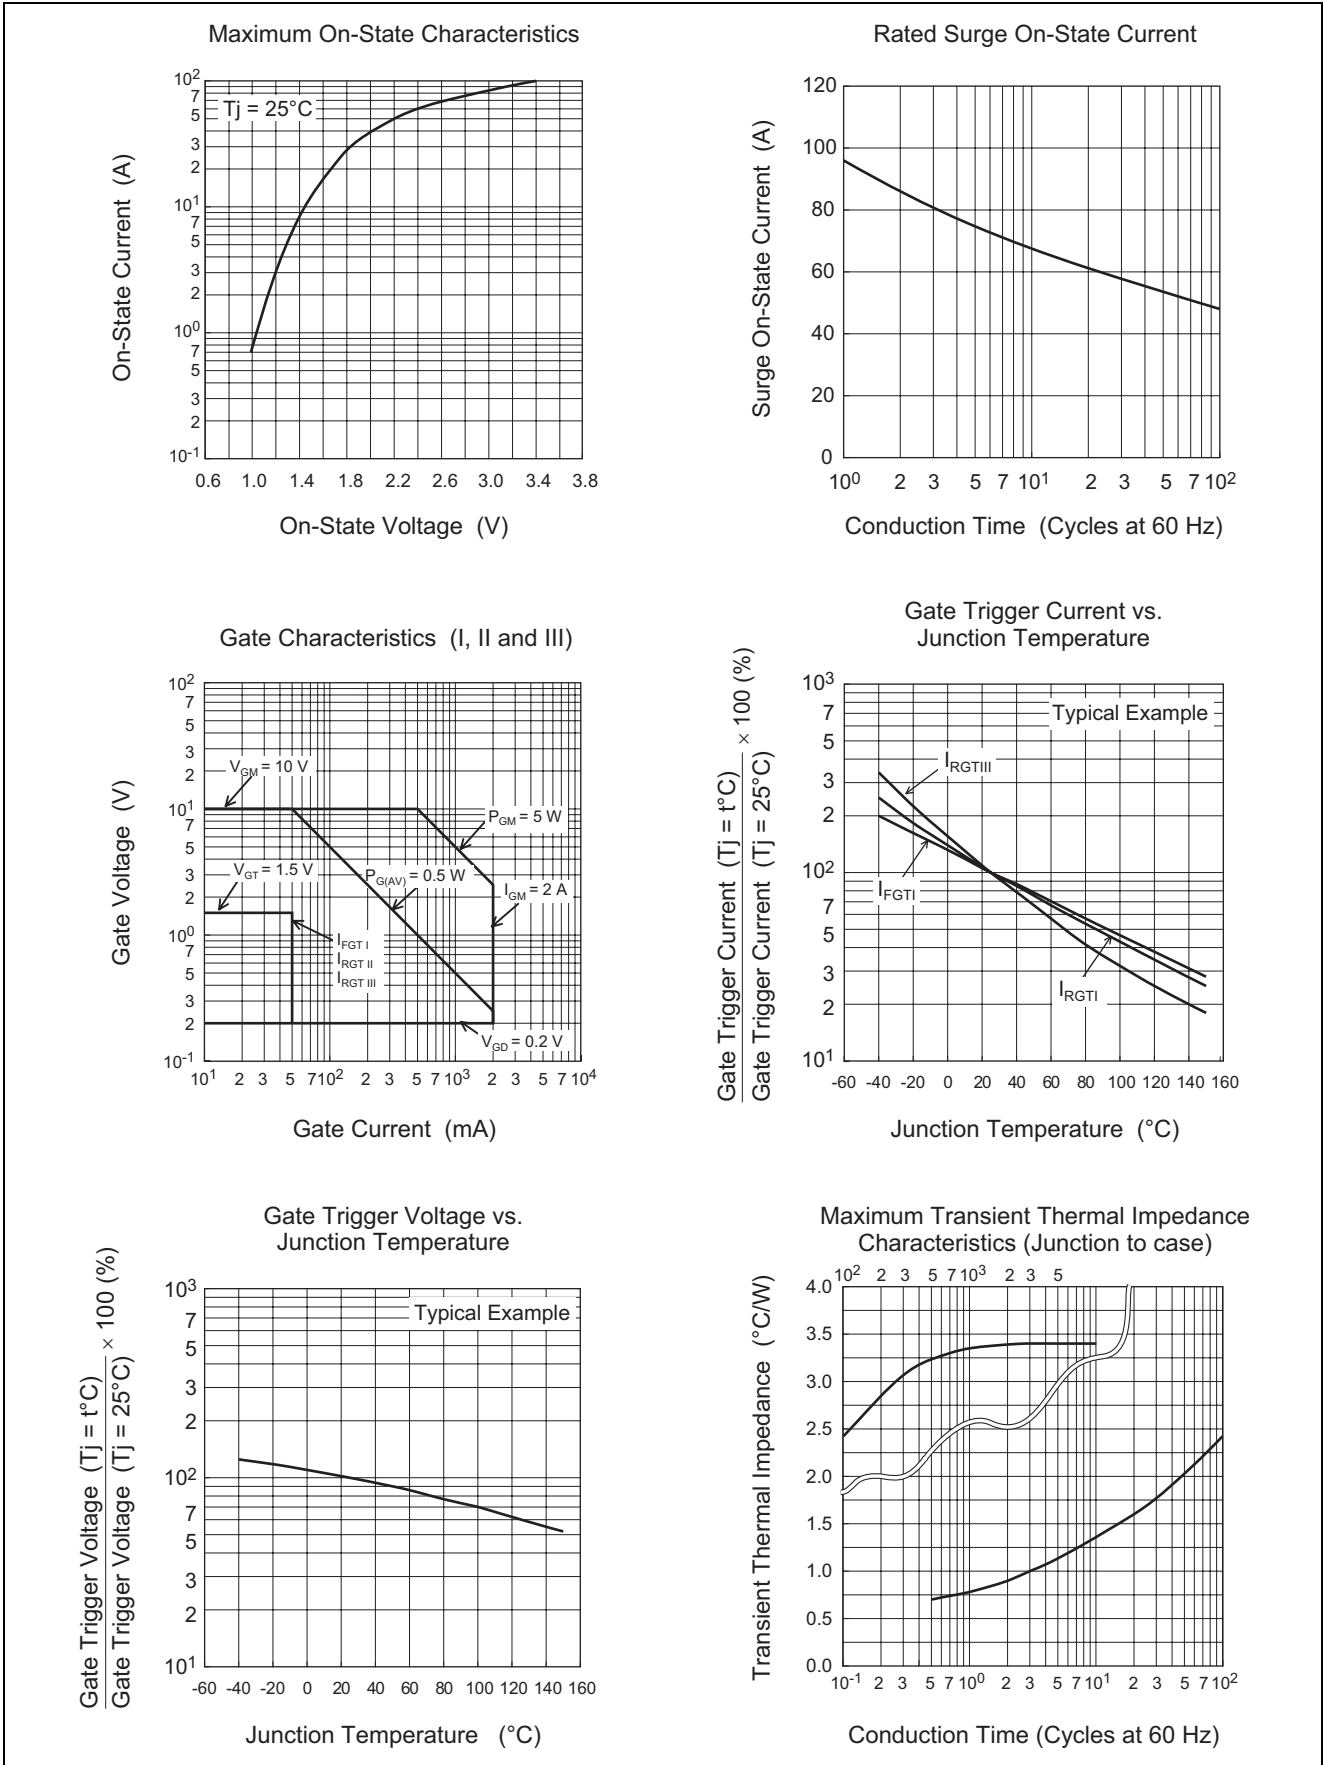 Maximum On-State Characteristics
10² 7 5 3 2 10¹ 7 5 3 2 10⁰ 7 5 3 2 10⁻¹
Tj = 25°C
On-State Current (A)
0.6 1.0 1.4 1.8 2.2 2.6 3.0 3.4 3.8
On-State Voltage (V)
Rated Surge On-State Current
120 100 80 60 40 20 0
Surge On-State Current (A)
10⁰ 2 3 5 7 10¹ 2 3 5 7 10²
Conduction Time (Cycles at 60 Hz)
Gate Characteristics (I, II and III)
10² 7 5 3 2 10¹ 7 5 3 2 10⁰ 7 5 3 2 10⁻¹
Gate Voltage (V)
V_GM = 10 V
P_GM = 5 W
V_GT = 1.5 V
P_G(AV) = 0.5 W
I_GM = 2 A
I_FGT I
I_RGT II
I_RGT III
V_GD = 0.2 V
10¹ 2 3 5 7 10² 2 3 5 7 10³ 2 3 5 7 10⁴
Gate Current (mA)
Gate Trigger Current vs.
Junction Temperature
10³ 7 5 3 2 10² 7 5 3 2 10¹
Gate Trigger Current (Tj = t°C)
Gate Trigger Current (Tj = 25°C)
× 100 (%)
Typical Example
I_RGTIII
I_FGTI
I_RGTI
-60 -40 -20 0 20 40 60 80 100 120 140 160
Junction Temperature (°C)
Gate Trigger Voltage vs.
Junction Temperature
10³ 7 5 3 2 10² 7 5 3 2 10¹
Gate Trigger Voltage (Tj = t°C)
Gate Trigger Voltage (Tj = 25°C)
× 100 (%)
Typical Example
-60 -40 -20 0 20 40 60 80 100 120 140 160
Junction Temperature (°C)
Maximum Transient Thermal Impedance
Characteristics (Junction to case)
10² 2 3 5 7 10³ 2 3 5
4.0 3.5 3.0 2.5 2.0 1.5 1.0 0.5 0.0
Transient Thermal Impedance (°C/W)
10⁻¹ 2 3 5 7 10⁰ 2 3 5 7 10¹ 2 3 5 7 10²
Conduction Time (Cycles at 60 Hz)